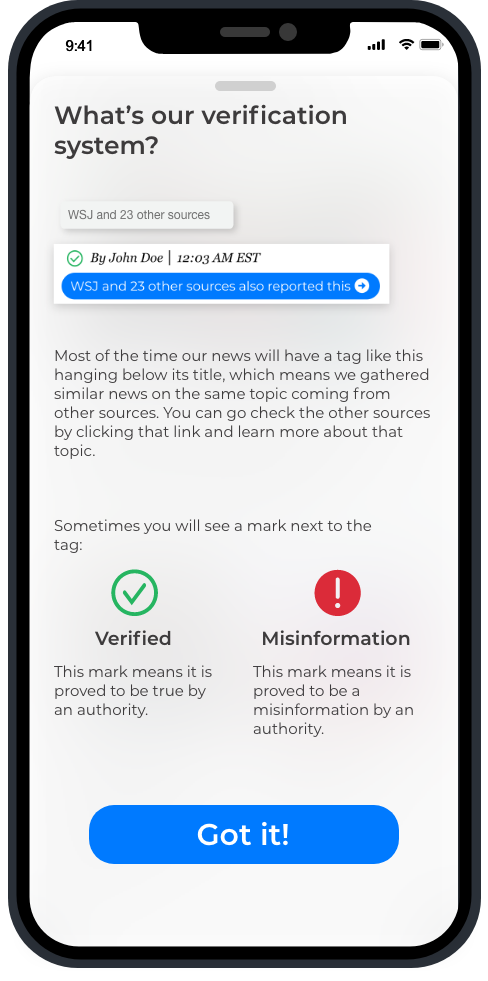 9:41
What's our verification
system?
WSJ and 23 other sources
By John Doe | 12:03 AM EST
WSJ and 23 other sources also reported this
Most of the time our news will have a tag like this
hanging below its title, which means we gathered
similar news on the same topic coming from
other sources. You can go check the other sources
by clicking that link and learn more about that
topic.
Sometimes you will see a mark next to the
tag:
Verified
This mark means it is
proved to be true by
an authority.
Misinformation
This mark means it is
proved to be a
misinformation by an
authority.
Got it!